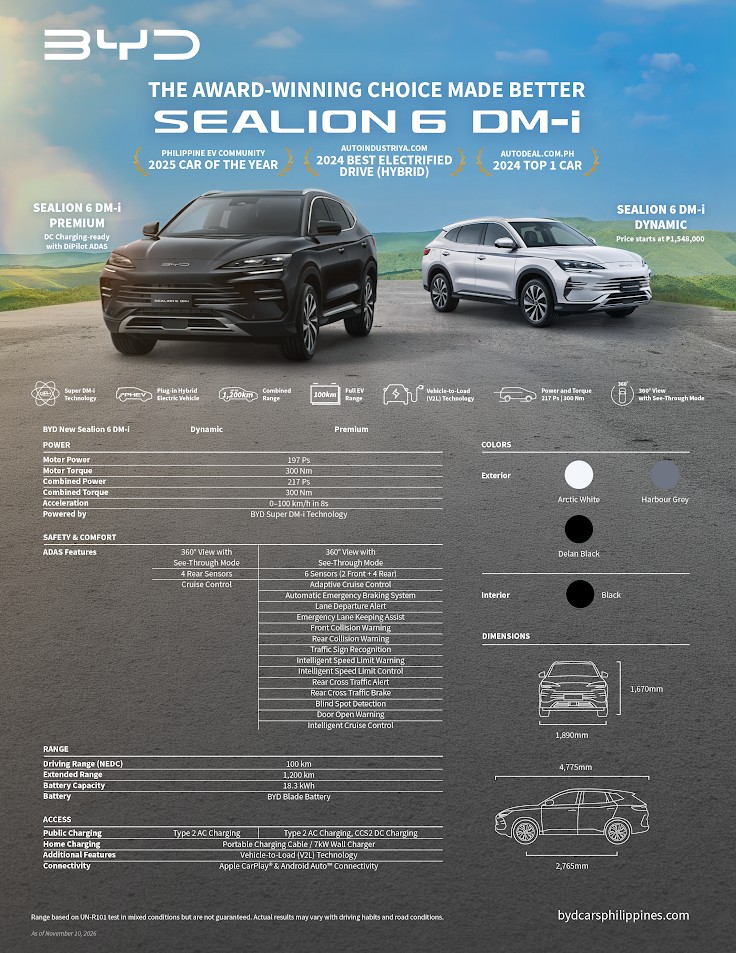 BYD
THE AWARD-WINNING CHOICE MADE BETTER
SEALION 6 DM-i
PHILIPPINE EV COMMUNITY
2025 CAR OF THE YEAR
AUTOINDUSTRIYA.COM
2024 BEST ELECTRIFIED
DRIVE (HYBRID)
AUTODEAL.COM.PH
2024 TOP 1 CAR
SEALION 6 DM-i
PREMIUM
DC Charging-ready
with DiPilot ADAS
SEALION 6 DM-i
DYNAMIC
Price starts at ₱1,548,000
BYD
SEALION 6 DM-i
Super DM-i
Technology
PHEV
Plug-in Hybrid
Electric Vehicle
1,200km
Combined
Range
100km
Full EV
Range
Vehicle-to-Load
(V2L) Technology
Power and Torque
217 Ps | 300 Nm
360°
360° View
with See-Through Mode
BYD New Sealion 6 DM-i Dynamic Premium
POWER
Motor Power 197 Ps
Motor Torque 300 Nm
Combined Power 217 Ps
Combined Torque 300 Nm
Acceleration 0–100 km/h in 8s
Powered by BYD Super DM-i Technology
SAFETY & COMFORT
ADAS Features 360° View with 360° View with
See-Through Mode See-Through Mode
4 Rear Sensors 6 Sensors (2 Front + 4 Rear)
Cruise Control Adaptive Cruise Control
Automatic Emergency Braking System
Lane Departure Alert
Emergency Lane Keeping Assist
Front Collision Warning
Rear Collision Warning
Traffic Sign Recognition
Intelligent Speed Limit Warning
Intelligent Speed Limit Control
Rear Cross Traffic Alert
Rear Cross Traffic Brake
Blind Spot Detection
Door Open Warning
Intelligent Cruise Control
RANGE
Driving Range (NEDC) 100 km
Extended Range 1,200 km
Battery Capacity 18.3 kWh
Battery BYD Blade Battery
ACCESS
Public Charging Type 2 AC Charging Type 2 AC Charging, CCS2 DC Charging
Home Charging Portable Charging Cable / 7kW Wall Charger
Additional Features Vehicle-to-Load (V2L) Technology
Connectivity Apple CarPlay® & Android Auto™ Connectivity
COLORS
Exterior
Arctic White Harbour Grey
Delan Black
Interior Black
DIMENSIONS
1,670mm
1,890mm
4,775mm
2,765mm
Range based on UN-R101 test in mixed conditions but are not guaranteed. Actual results may vary with driving habits and road conditions.
As of November 10, 2026
bydcarsphilippines.com